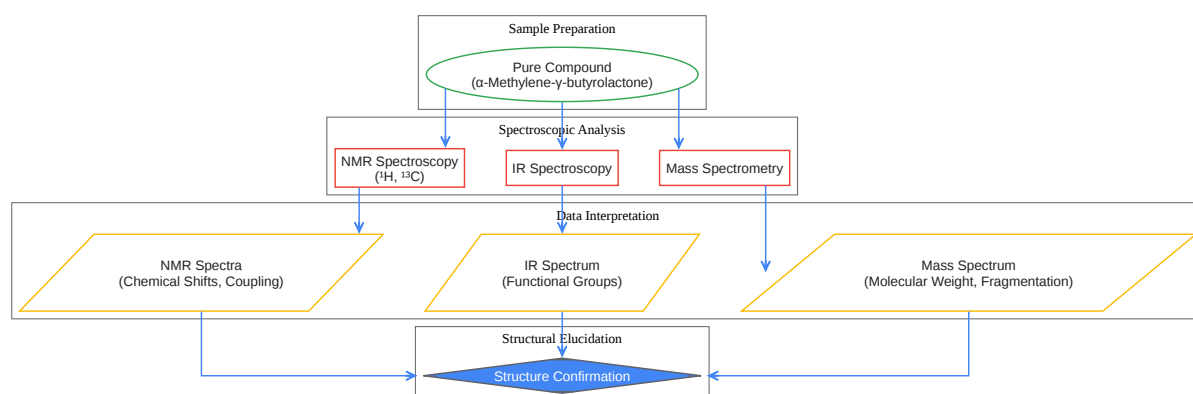 Sample Preparation
Pure Compound
(α-Methylene-γ-butyrolactone)
Spectroscopic Analysis
NMR Spectroscopy
(¹H, ¹³C)
IR Spectroscopy
Mass Spectrometry
Data Interpretation
NMR Spectra
(Chemical Shifts, Coupling)
IR Spectrum
(Functional Groups)
Mass Spectrum
(Molecular Weight, Fragmentation)
Structural Elucidation
Structure Confirmation